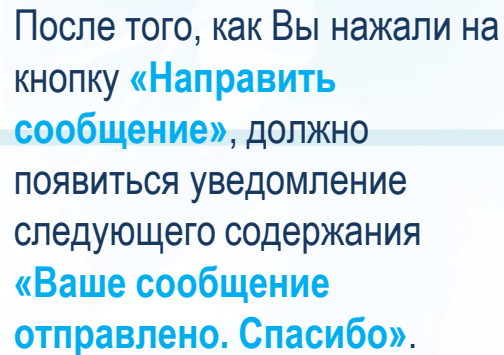 После того, как Вы нажали на
кнопку «Направить
сообщение», должно
появиться уведомление
следующего содержания
«Ваше сообщение
отправлено. Спасибо».